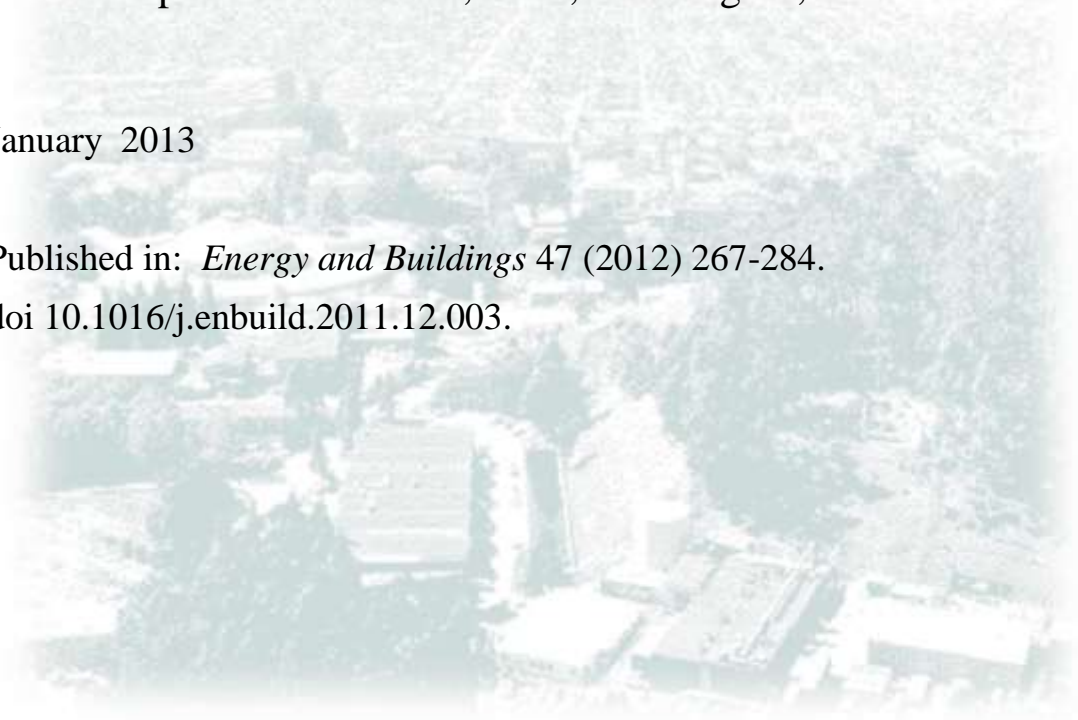 January 2013
Published in: Energy and Buildings 47 (2012) 267-284.
doi 10.1016/j.enbuild.2011.12.003.